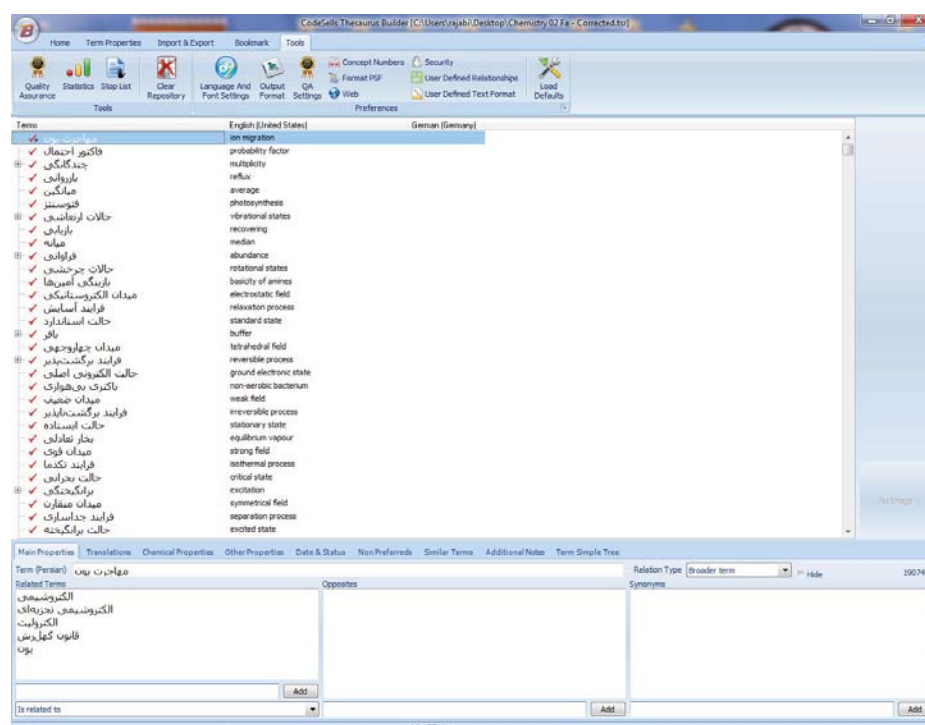 CodeSells Thesaurus Builder [C:\Users\rajabi\Desktop\Chemistry 02 Fa - Corrected.tsr]
Home Term Properties Import & Export Bookmark Tools
Quality Assurance Statistics Stop List Clear Repository Language And Font Settings Output Format QA Settings Concept Numbers Format PSF Web Security User Defined Relationships User Defined Text Format Load Defaults
Tools Preferences
Terms English [United States] German [Germany]
مهاجرت یون ion migration
فاکتور احتمال probability factor
چندگانگی multiplicity
بازروانی reflux
میانگین average
فتوسنتز photosynthesis
حالات ارتعاشی vibrational states
بازیابی recovering
میانه median
فراوانی abundance
حالات چرخشی rotational states
بازینگی آمین‌ها basicity of amines
میدان الکتروستاتیکی electrostatic field
فرایند آسایش relaxation process
حالت استاندارد standard state
بافر buffer
میدان چهاروجهی tetrahedral field
فرایند برگشت‌پذیر reversible process
حالت الکترونی اصلی ground electronic state
باکتری بی‌هوازی non-aerobic bacterium
میدان ضعیف weak field
فرایند برگشت‌ناپذیر irreversible process
حالت ایستاده stationary state
بخار تعادلی equilibrium vapour
میدان قوی strong field
فرایند تکدما isothermal process
حالت بحرانی critical state
برانگیختگی excitation
میدان متقارن symmetrical field
فرایند جداسازی separation process
حالت برانگیخته excited state
No Image
Main Properties Translations Chemical Properties Other Properties Date & Status Non Preferreds Similar Terms Additional Notes Term Simple Tree
Term (Persian) مهاجرت یون Relation Type Broader term Hide 19074
Related Terms Opposites Synonyms
الکتروشیمی
الکتروشیمی تجزیه‌ای
الکترولیت
قانون کهل‌رش
یون
Add
Is related to Add Add